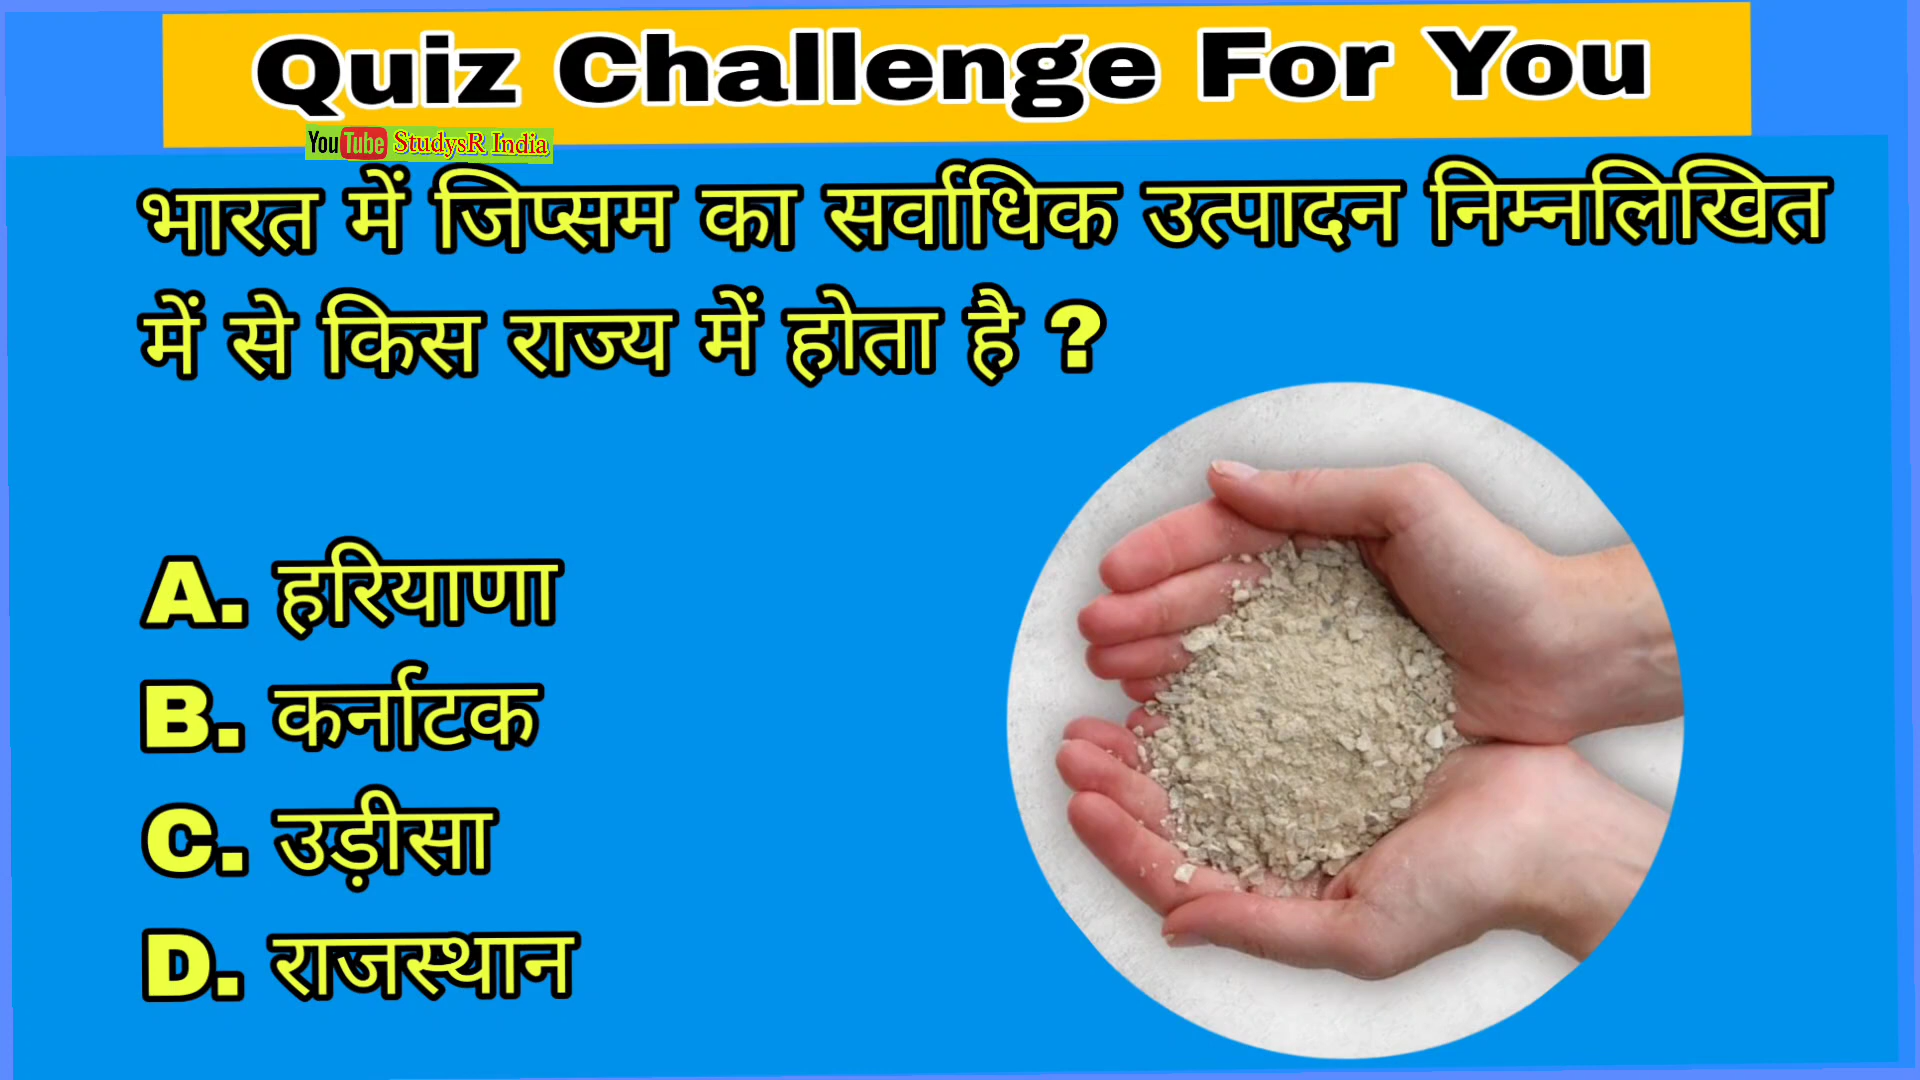 Quiz Challenge For You
YouTube StudysR India
भारत में जिप्सम का सर्वाधिक उत्पादन निम्नलिखित
में से किस राज्य में होता है ?
A. हरियाणा
B. कर्नाटक
C. उड़ीसा
D. राजस्थान